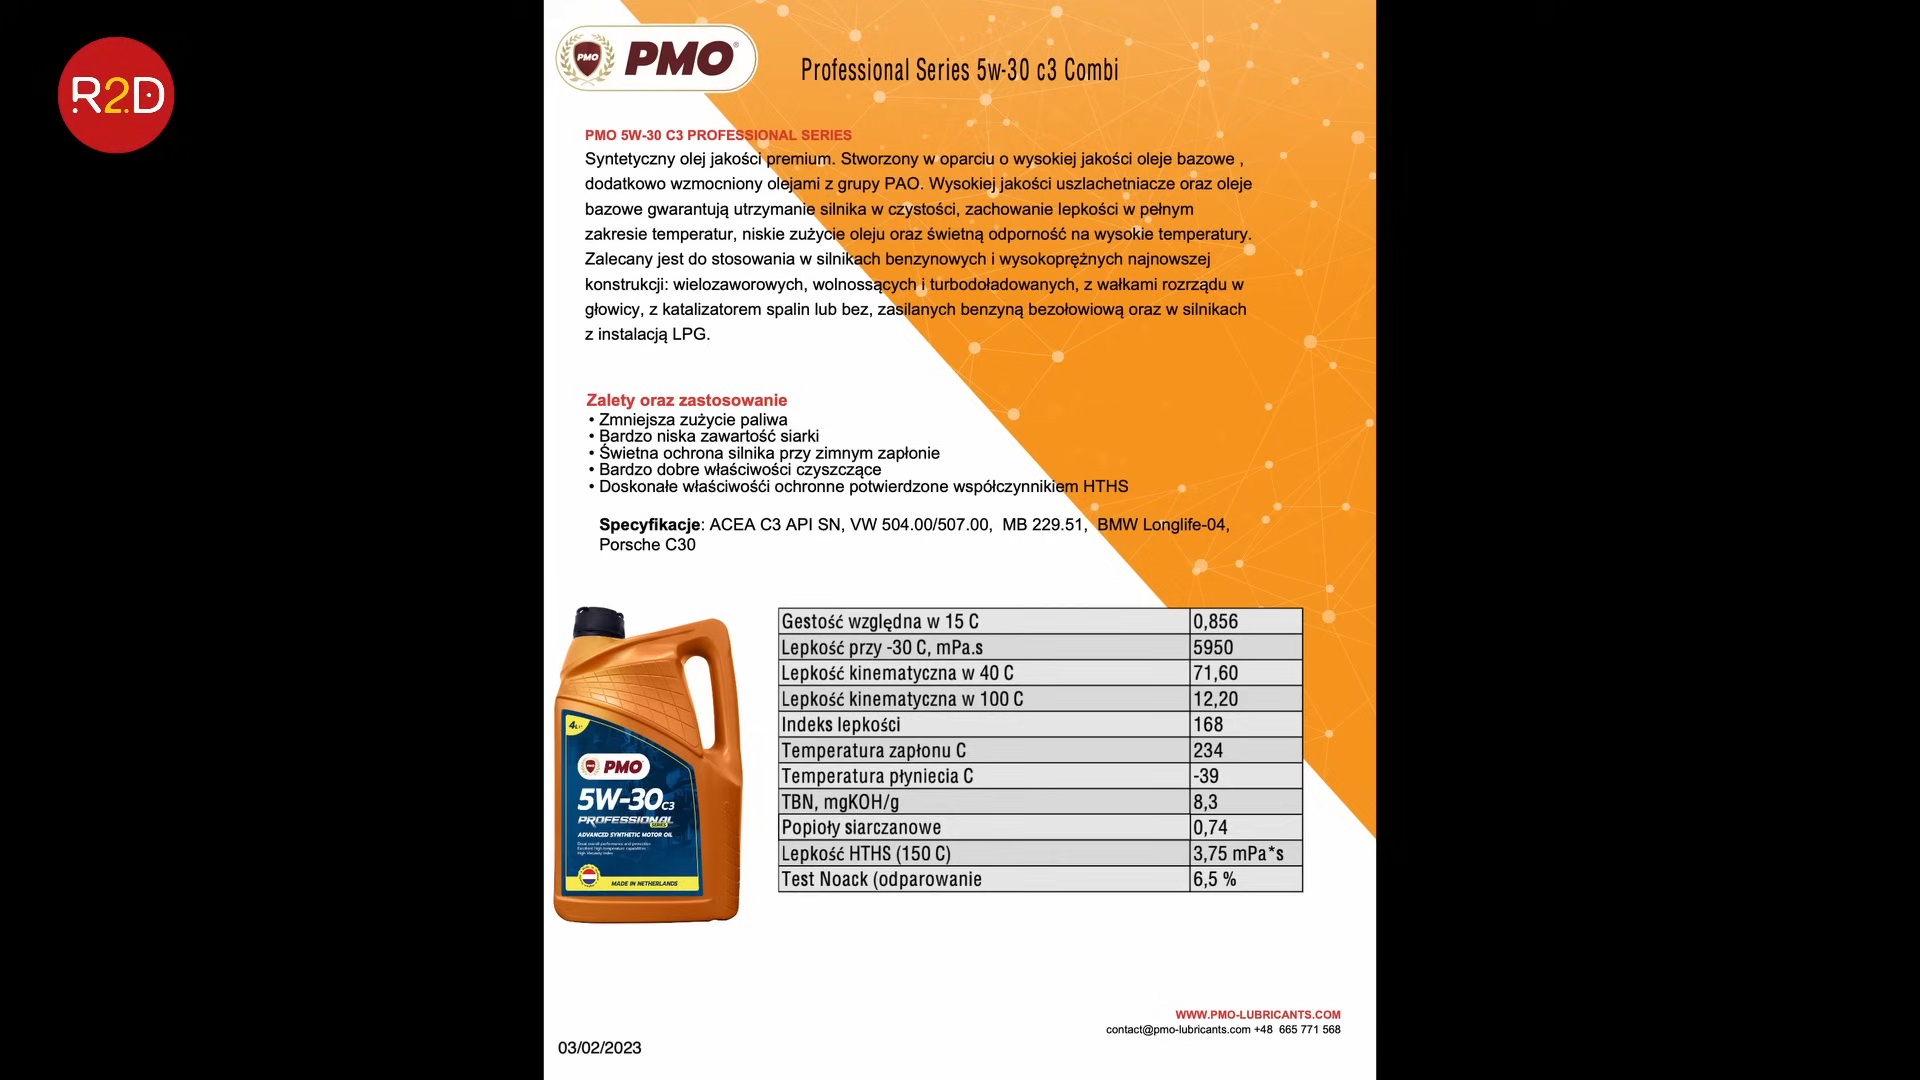 R2D
PMO PMO®
Professional Series 5w-30 c3 Combi
PMO 5W-30 C3 PROFESSIONAL SERIES
Syntetyczny olej jakości premium. Stworzony w oparciu o wysokiej jakości oleje bazowe ,
dodatkowo wzmocniony olejami z grupy PAO. Wysokiej jakości uszlachetniacze oraz oleje
bazowe gwarantują utrzymanie silnika w czystości, zachowanie lepkości w pełnym
zakresie temperatur, niskie zużycie oleju oraz świetną odporność na wysokie temperatury.
Zalecany jest do stosowania w silnikach benzynowych i wysokoprężnych najnowszej
konstrukcji: wielozaworowych, wolnossących i turbodoładowanych, z wałkami rozrządu w
głowicy, z katalizatorem spalin lub bez, zasilanych benzyną bezołowiową oraz w silnikach
z instalacją LPG.
Zalety oraz zastosowanie
• Zmniejsza zużycie paliwa
• Bardzo niska zawartość siarki
• Świetna ochrona silnika przy zimnym zapłonie
• Bardzo dobre właściwości czyszczące
• Doskonałe właściwośći ochronne potwierdzone współczynnikiem HTHS
Specyfikacje: ACEA C3 API SN, VW 504.00/507.00, MB 229.51, BMW Longlife-04,
Porsche C30
Gestość względna w 15 C 0,856
Lepkość przy -30 C, mPa.s 5950
Lepkość kinematyczna w 40 C 71,60
Lepkość kinematyczna w 100 C 12,20
Indeks lepkości 168
Temperatura zapłonu C 234
Temperatura płyniecia C -39
TBN, mgKOH/g 8,3
Popioły siarczanowe 0,74
Lepkość HTHS (150 C) 3,75 mPa*s
Test Noack (odparowanie 6,5 %
4L
PMO PMO
5W-30 C3
PROFESSIONAL
SERIES
ADVANCED SYNTHETIC MOTOR OIL
MADE IN NETHERLANDS
WWW.PMO-LUBRICANTS.COM
contact@pmo-lubricants.com +48 665 771 568
03/02/2023